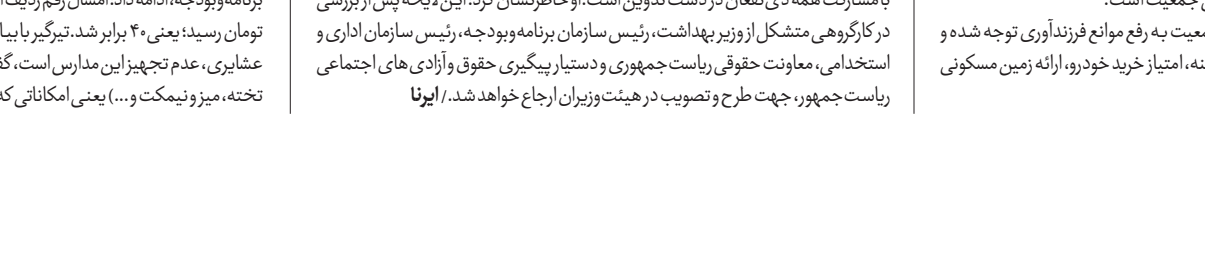 جمعیت است.
معیت به رفع موانع فرزندآوری توجه شده و
امتیاز خرید خودرو، ارائه زمین مسکونی
با مشارکت همه ذی‌نفعان در دست تدوین است. او خاطرنشان کرد: این لایحه پس از بررسی
در کارگروهی متشکل از وزیر بهداشت، رئیس سازمان برنامه‌وبودجه، رئیس سازمان اداری و
استخدامی، معاونت حقوقی ریاست‌جمهوری و دستیار پیگیری حقوق و آزادی های اجتماعی
ریاست‌جمهور، جهت طرح و تصویب در هیئت‌وزیران ارجاع خواهد شد./ ایرنا
برنامه‌وبودجه، ادامه داد: امسال رقم ردیف
تومان رسید؛ یعنی ۴۰ برابر شد. تیرگیر با
عشایری، عدم تجهیز این مدارس است،
تخته، میز و نیمکت و...) یعنی امکاناتی که